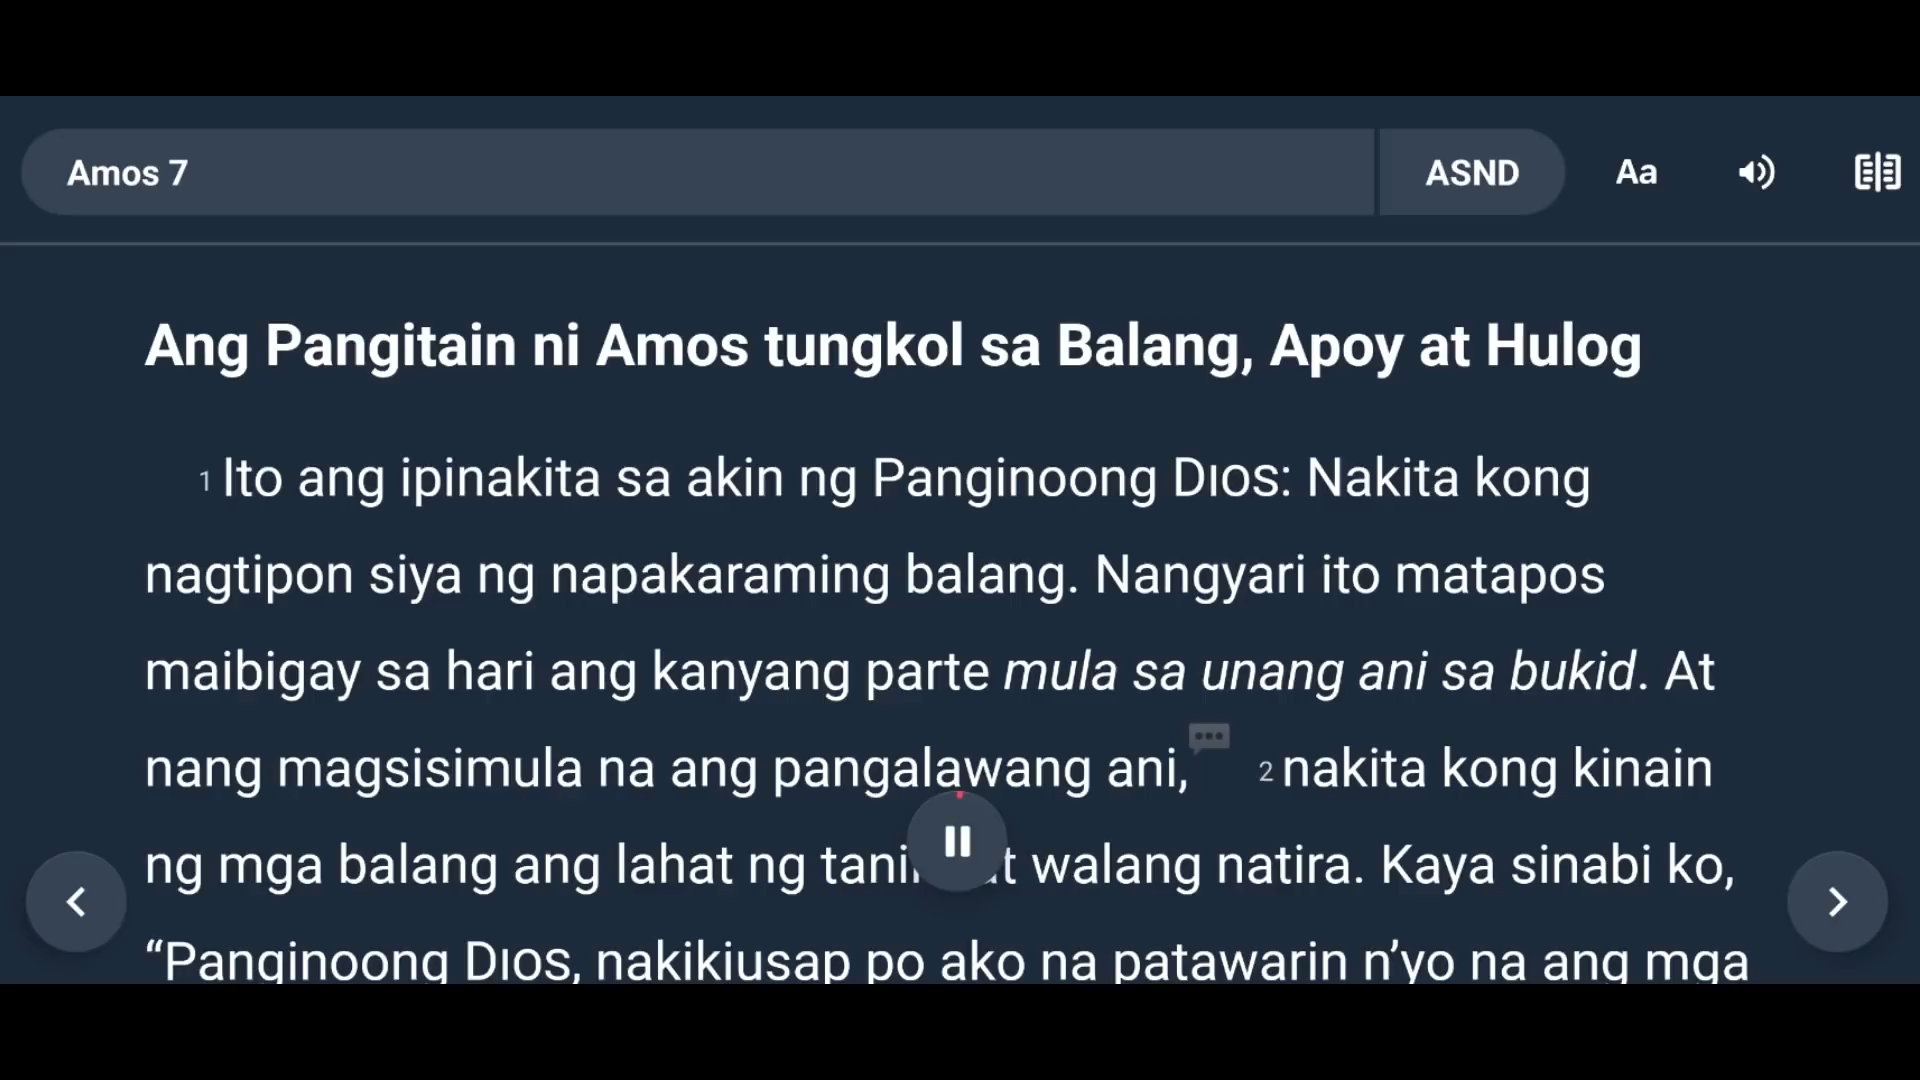 Amos 7
ASND
Aa
Ang Pangitain ni Amos tungkol sa Balang, Apoy at Hulog
1 Ito ang ipinakita sa akin ng Panginoong DIOS: Nakita kong
nagtipon siya ng napakaraming balang. Nangyari ito matapos
maibigay sa hari ang kanyang parte mula sa unang ani sa bukid. At
nang magsisimula na ang pangalawang ani, 2 nakita kong kinain
ng mga balang ang lahat ng walang natira. Kaya sinabi ko,
“Panginoong DIOS, nakikiusap po ako na patawarin n’yo na ang mga